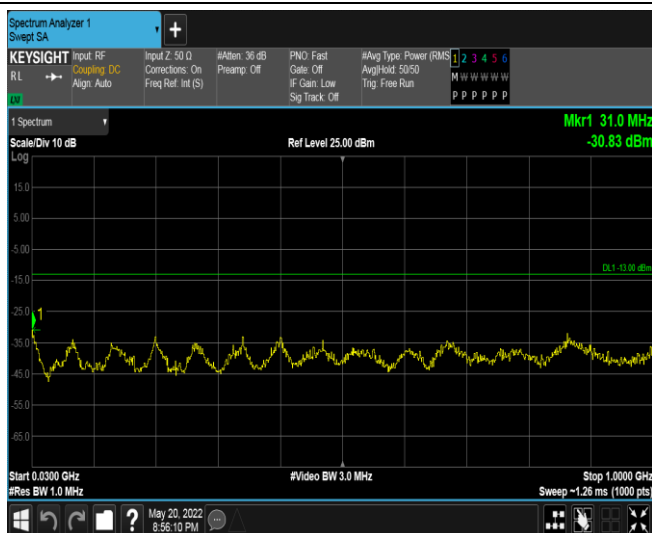 Spectrum Analyzer 1
Swept SA
+
KEYSIGHT
R L
LXI
Input: RF
Coupling: DC
Align: Auto
Input Z: 50 Ω
Corrections: On
Freq Ref: Int (S)
#Atten: 36 dB
Preamp: Off
PNO: Fast
Gate: Off
IF Gain: Low
Sig Track: Off
#Avg Type: Power (RMS
Avg|Hold: 50/50
Trig: Free Run
1 2 3 4 5 6
M W W W W W
P P P P P P
1 Spectrum
Mkr1 31.0 MHz
Scale/Div 10 dB
Ref Level 25.00 dBm
-30.83 dBm
Log
15.0
5.00
-5.00
DL1 -13.00 dBm
-15.0
-25.0
1
-35.0
-45.0
-55.0
-65.0
Start 0.0300 GHz
#Video BW 3.0 MHz
Stop 1.0000 GHz
#Res BW 1.0 MHz
Sweep ~1.26 ms (1000 pts)
?
May 20, 2022
8:56:10 PM